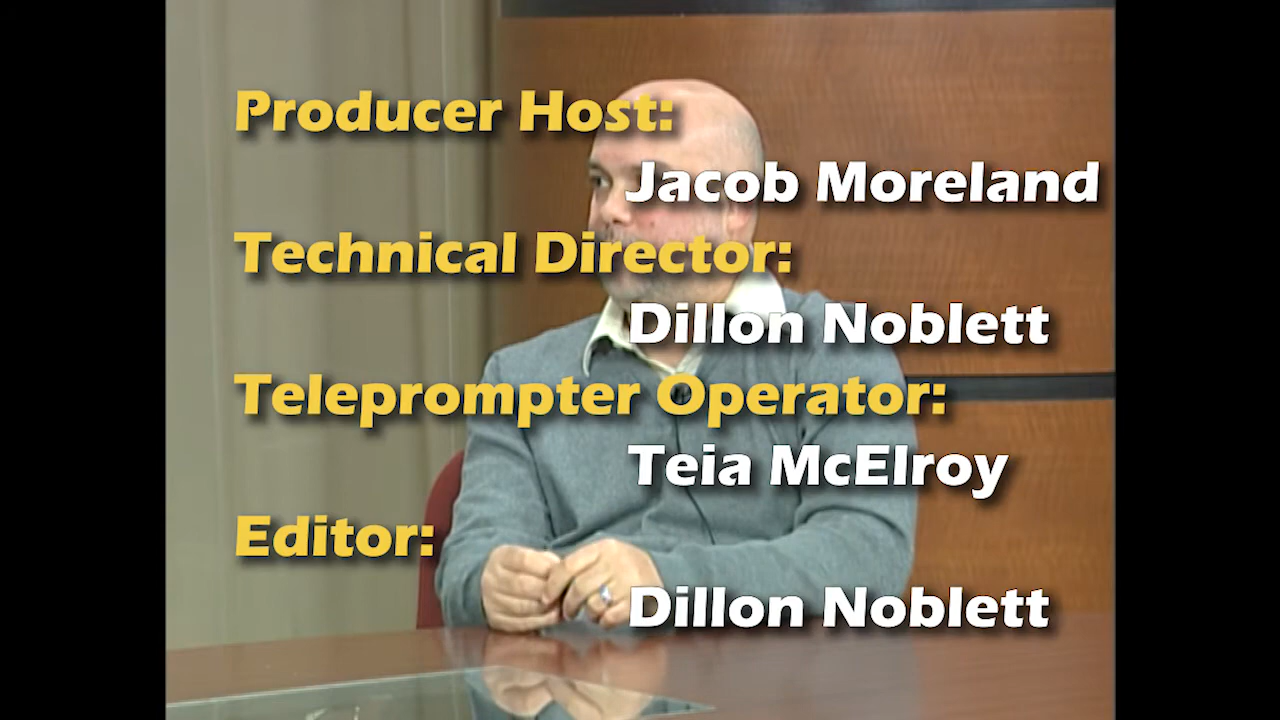 Producer Host:
Jacob Moreland
Technical Director:
Dillon Noblett
Teleprompter Operator:
Teia McElroy
Editor:
Dillon Noblett